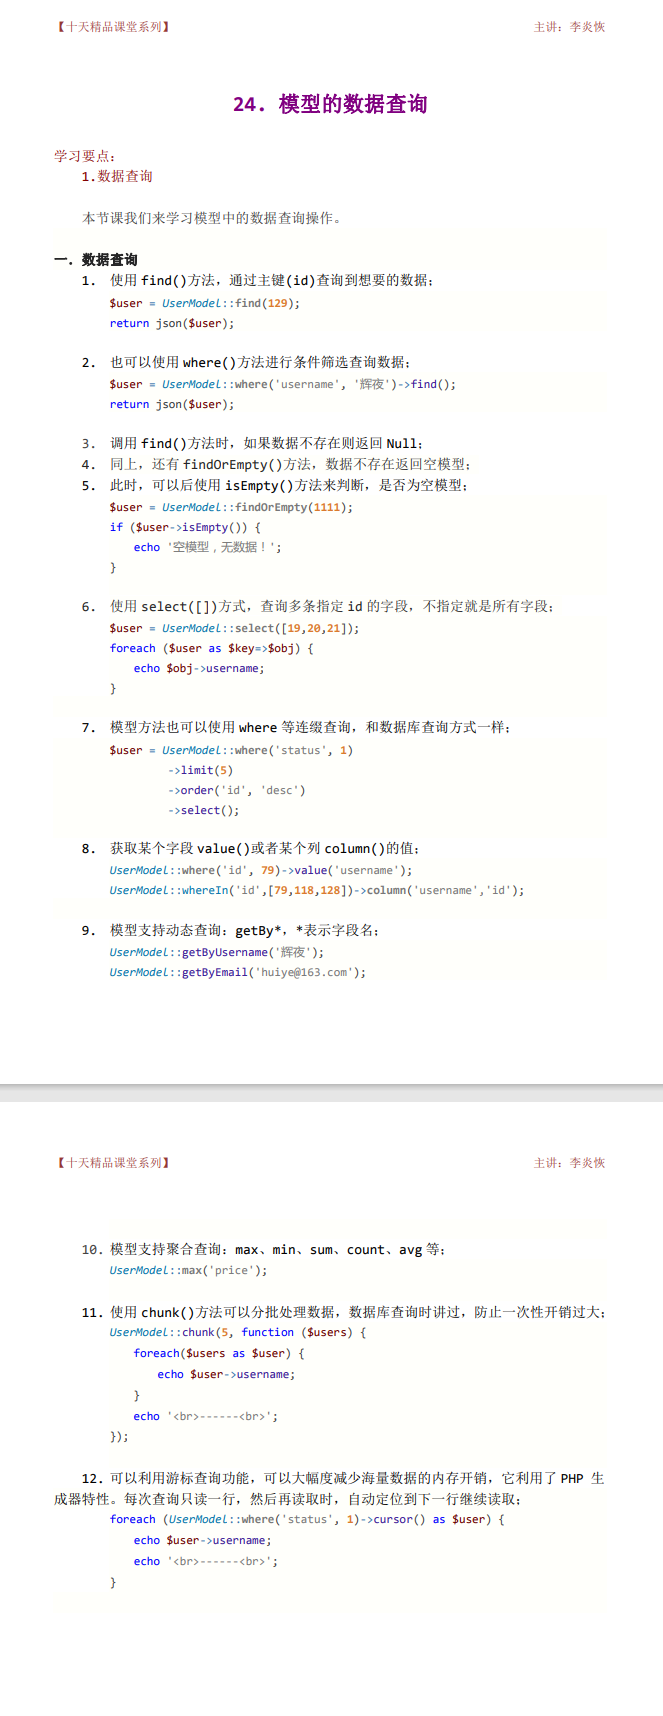 【十天精品课堂系列】 主讲：李炎恢
24．模型的数据查询
学习要点：
1.数据查询
本节课我们来学习模型中的数据查询操作。
一．数据查询
1. 使用 find()方法，通过主键(id)查询到想要的数据；
$user = UserModel::find(129);
return json($user);
2. 也可以使用 where()方法进行条件筛选查询数据；
$user = UserModel::where('username', '辉夜')->find();
return json($user);
3. 调用 find()方法时，如果数据不存在则返回 Null；
4. 同上，还有 findOrEmpty()方法，数据不存在返回空模型；
5. 此时，可以后使用 isEmpty()方法来判断，是否为空模型；
$user = UserModel::findOrEmpty(1111);
if ($user->isEmpty()) {
echo '空模型，无数据！';
}
6. 使用 select([])方式，查询多条指定 id 的字段，不指定就是所有字段；
$user = UserModel::select([19,20,21]);
foreach ($user as $key=>$obj) {
echo $obj->username;
}
7. 模型方法也可以使用 where 等连缀查询，和数据库查询方式一样；
$user = UserModel::where('status', 1)
->limit(5)
->order('id', 'desc')
->select();
8. 获取某个字段 value()或者某个列 column()的值；
UserModel::where('id', 79)->value('username');
UserModel::whereIn('id',[79,118,128])->column('username','id');
9. 模型支持动态查询：getBy*，*表示字段名；
UserModel::getByUsername('辉夜');
UserModel::getByEmail('huiye@163.com');
【十天精品课堂系列】 主讲：李炎恢
10. 模型支持聚合查询：max、min、sum、count、avg 等；
UserModel::max('price');
11. 使用 chunk()方法可以分批处理数据，数据库查询时讲过，防止一次性开销过大；
UserModel::chunk(5, function ($users) {
foreach($users as $user) {
echo $user->username;
}
echo '<br>------<br>';
});
12. 可以利用游标查询功能，可以大幅度减少海量数据的内存开销，它利用了 PHP 生
成器特性。每次查询只读一行，然后再读取时，自动定位到下一行继续读取；
foreach (UserModel::where('status', 1)->cursor() as $user) {
echo $user->username;
echo '<br>------<br>';
}